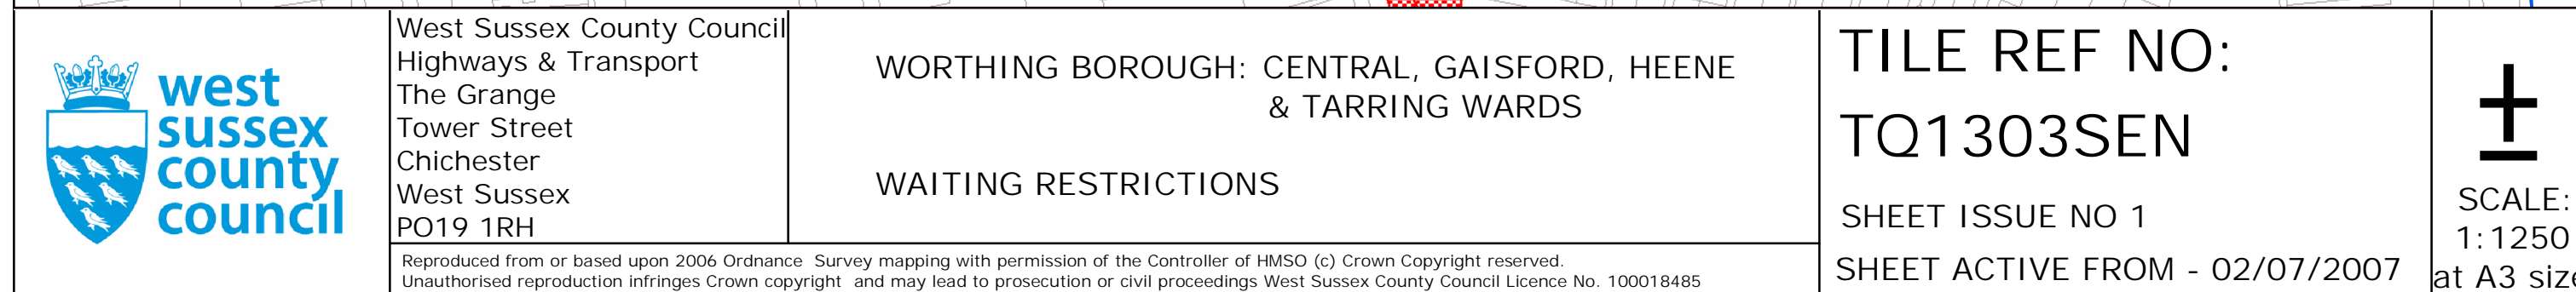 west
sussex
county
council
West Sussex County Council
Highways & Transport
The Grange
Tower Street
Chichester
West Sussex
PO19 1RH
WORTHING BOROUGH: CENTRAL, GAISFORD, HEENE
& TARRING WARDS
WAITING RESTRICTIONS
Reproduced from or based upon 2006 Ordnance Survey mapping with permission of the Controller of HMSO (c) Crown Copyright reserved.
Unauthorised reproduction infringes Crown copyright and may lead to prosecution or civil proceedings West Sussex County Council Licence No. 100018485
TILE REF NO:
TQ1303SEN
SHEET ISSUE NO 1
SHEET ACTIVE FROM - 02/07/2007
±
SCALE:
1:1250
at A3 size